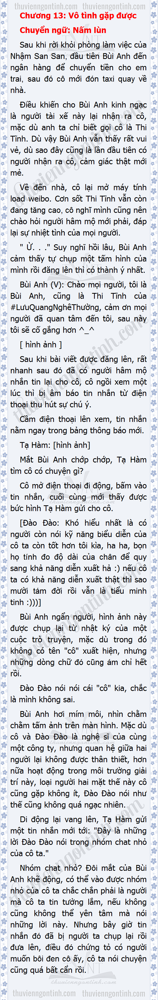 thuvienngontinh.com thuvienngontinh.com
Chương 13: Vô tình gặp được
Chuyển ngữ: Nấm lùn
Sau khi rời khỏi phòng làm việc của
Nhậm San San, đầu tiên Bùi Anh đến
ngân hàng để chuyển tiền cho em
trai, sau đó cô mới đón taxi quay về
nhà.
Điều khiến cho Bùi Anh kinh ngạc
là người tài xế này lại nhận ra cô,
mặc dù anh ta chỉ biết gọi cô là Thi
Tĩnh. Dù vậy Bùi Anh vẫn thấy rất vui
vẻ, dù sao đây cũng là lần đầu tiên có
người nhận ra cô, cảm giác thật mới
mẻ.
Về đến nhà, cô lại mở máy tính
load weibo. Cơn sốt Thi Tĩnh vẫn còn
đang tăng cao, cô nghĩ mình cũng nên
chào hỏi người hâm mộ mới phải, đáp
lại sự nhiệt tình của mọi người.
" Ừ. . ." Suy nghĩ hồi lâu, Bùi Anh
cảm thấy tự chụp một tấm hình của
mình rồi đăng lên thì có thành ý nhất.
Bùi Anh (V): Chào mọi người, tôi là
Bùi Anh, cũng là Thi Tĩnh của
#LưuQuangNghêThường, cảm ơn mọi
người đã quan tâm đến tôi, sau này
tôi sẽ cố gắng hơn ^_^
[ hình ảnh ]
Sau khi bài viết được đăng lên, rất
nhanh sau đó đã có người hâm mộ
nhắn tin lại cho cô, cô ngồi xem một
lúc thì bị âm báo tin nhắn từ điện
thoại thu hút sự chú ý.
Cầm điện thoại lên xem, tin nhắn
nằm ngay trong bảng thông báo mới.
Tạ Hàm: [hình ảnh]
Mắt Bùi Anh chớp chớp, Tạ Hàm
tìm cô có chuyện gì?
Cô mở điện thoại di động, bấm vào
tin nhắn, cuối cùng mới thấy được
bức hình Tạ Hàm gửi cho cô.
[Đào Đào: Khó hiểu nhất là có
người còn nói kỹ năng biểu diễn của
cô ta còn tốt hơn tôi kìa, ha ha, bọn
họ tính đo độ dài của chân để quy
sang khả năng diễn xuất hả :) nếu cô
ta có khả năng diễn xuất thật thì sao
mười tám đời rồi vẫn là tiểu minh
tinh :)))]
Bùi Anh ngẩn người, hình ảnh này
được chụp lại từ nhật ký của một
cuộc trò truyện, mặc dù trong đó
không có tên "cô" xuất hiện, nhưng
những dòng chữ đó cũng ám chỉ hết
rồi.
Đào Đào nói nói cái "cô" kia, chắc
là mình không sai.
Bùi Anh hơi mím môi, nhìn chằm
chằm tấm ảnh trên màn hình. Mặc dù
cô và Đào Đào là nghệ sĩ của cùng
một công ty, nhưng quan hệ giữa hai
người lại không được thân thiết, hơn
nữa hoạt động trong môi trường giải
trí này, loại người hai mặt thế này cô
cũng gặp không ít, Đào Đào nói như
thế cũng không quá ngạc nhiên.
Di động lại vang lên, Tạ Hàm gửi
một tin nhắn mới tới: "Đây là những
lời Đào Đào nói trong nhóm chat nhỏ
của cô ta."
Nhóm chat nhỏ? Đôi mắt của Bùi
Anh khẽ động, có thể vào được nhóm
nhỏ của cô ta chắc chắn phải là người
mà cô ta tin tưởng lắm, nếu không
cũng không thể yên tâm mà nói
những lời này. Nhưng bây giờ tin
nhắn đó đã bị người ta chụp lại rồi
đưa lên, điều đó chứng tỏ có người
muốn bôi đen cô ấy, cô ta nói chuyện
cũng quá bất cẩn rồi.
thuvienngontinh.com thuvienngontinh.com